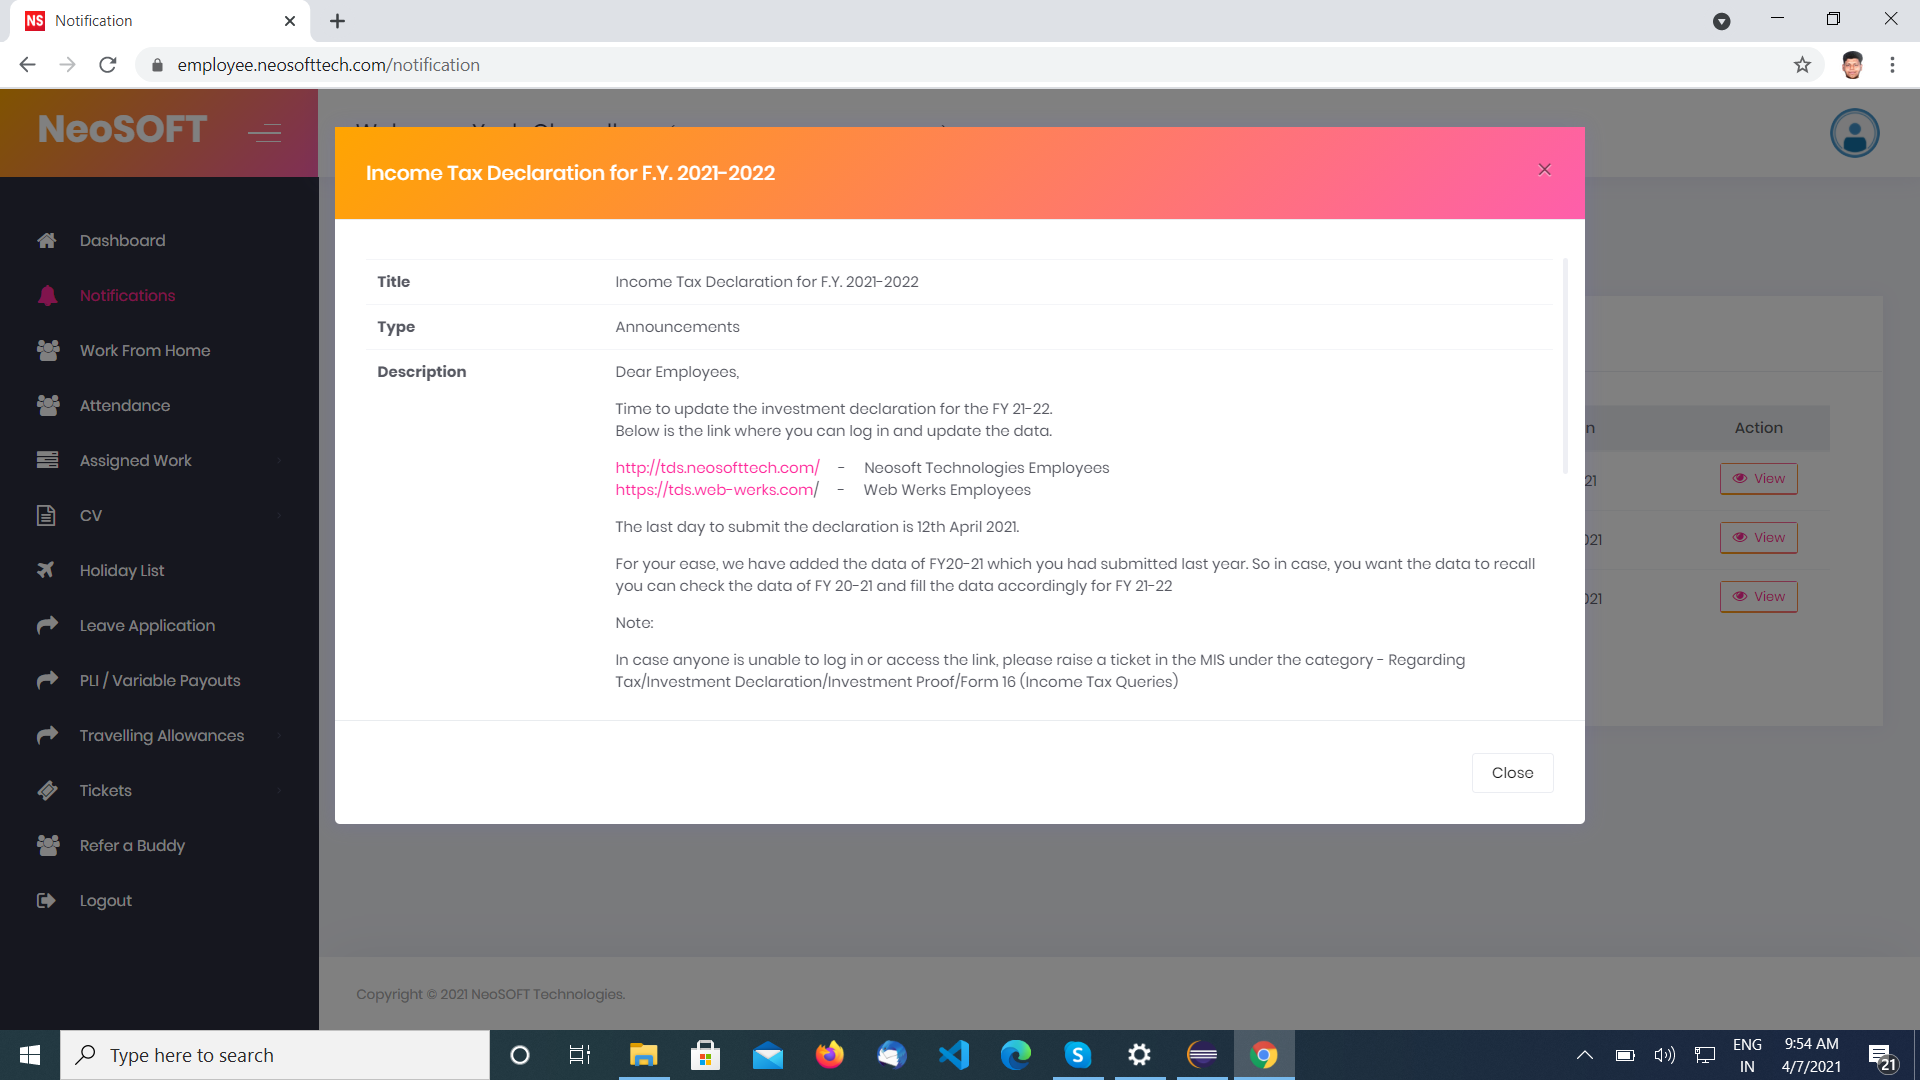 NS Notification
employee.neosofttech.com/notification
NeoSOFT
Income Tax Declaration for F.Y. 2021-2022
Dashboard
Notifications
Work From Home
Attendance
Assigned Work
CV
Holiday List
Leave Application
PLI / Variable Payouts
Travelling Allowances
Tickets
Refer a Buddy
Logout
Title Income Tax Declaration for F.Y. 2021-2022
Type Announcements
Description Dear Employees,
Time to update the investment declaration for the FY 21-22.
Below is the link where you can log in and update the data.
http://tds.neosofttech.com/ - Neosoft Technologies Employees
https://tds.web-werks.com/ - Web Werks Employees
The last day to submit the declaration is 12th April 2021.
For your ease, we have added the data of FY20-21 which you had submitted last year. So in case, you want the data to recall
you can check the data of FY 20-21 and fill the data accordingly for FY 21-22
Note:
In case anyone is unable to log in or access the link, please raise a ticket in the MIS under the category - Regarding
Tax/Investment Declaration/Investment Proof/Form 16 (Income Tax Queries)
Close
Action
21 View
021 View
021 View
Copyright © 2021 NeoSOFT Technologies.
Type here to search
ENG
IN
9:54 AM
4/7/2021
21